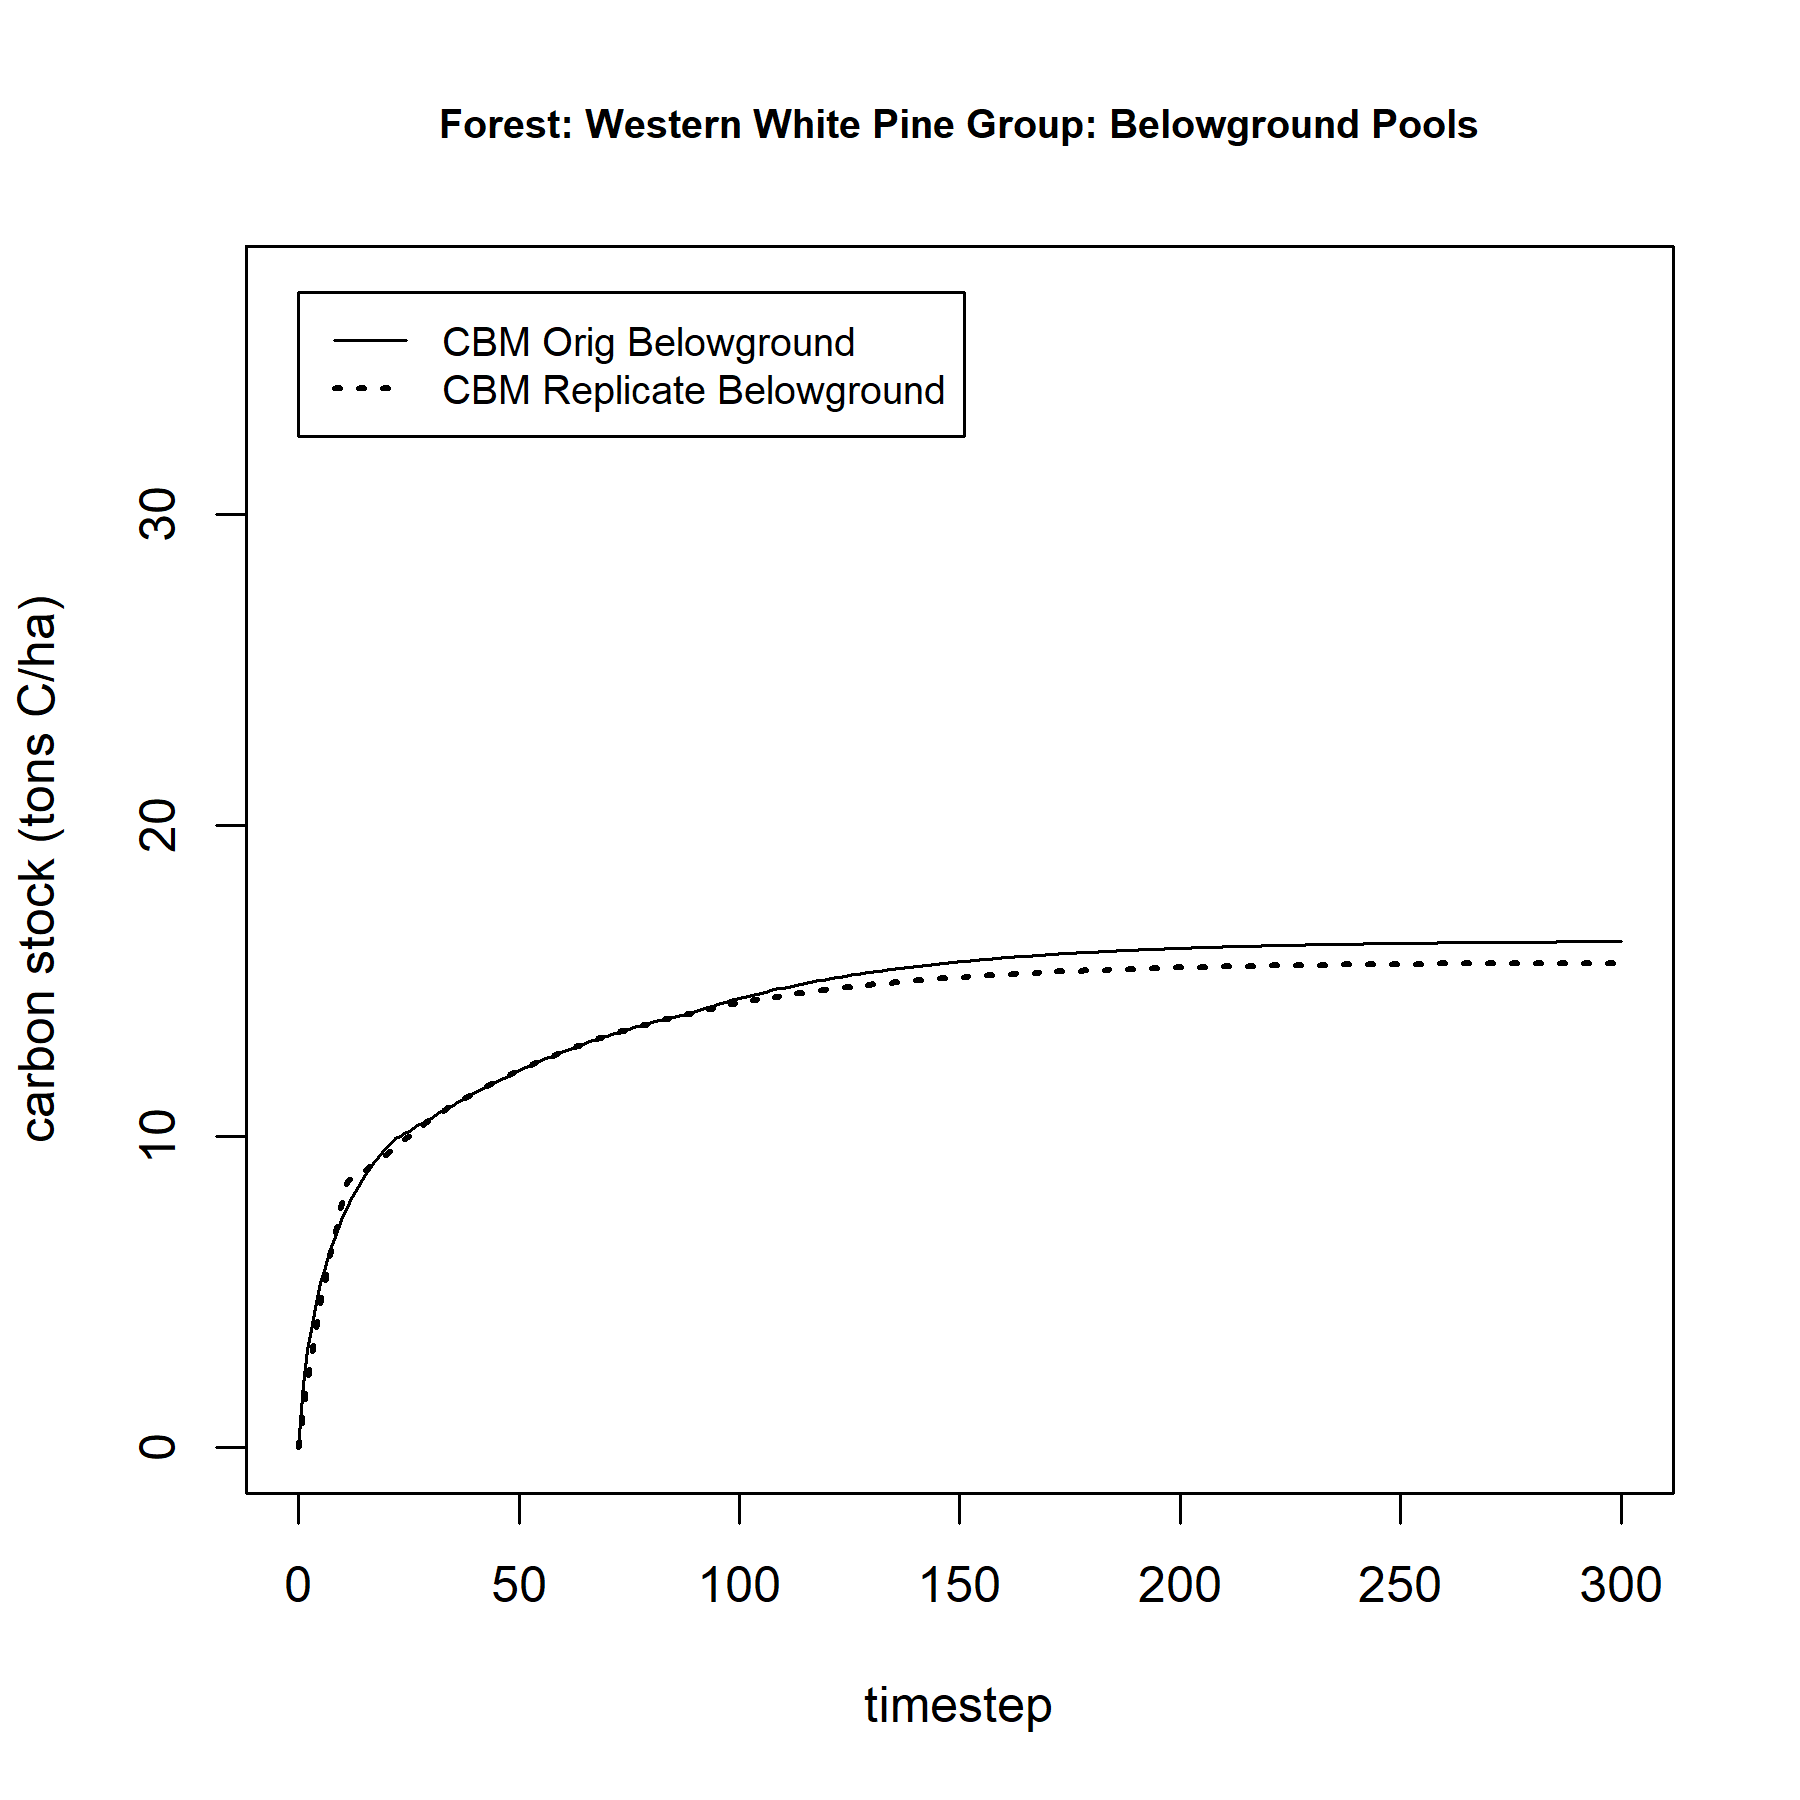 Forest: Western White Pine Group: Belowground Pools
CBM Orig Belowground
CBM Replicate Belowground
carbon stock (tons C/ha)
30
20
10
0
0 50 100 150 200 250 300
timestep